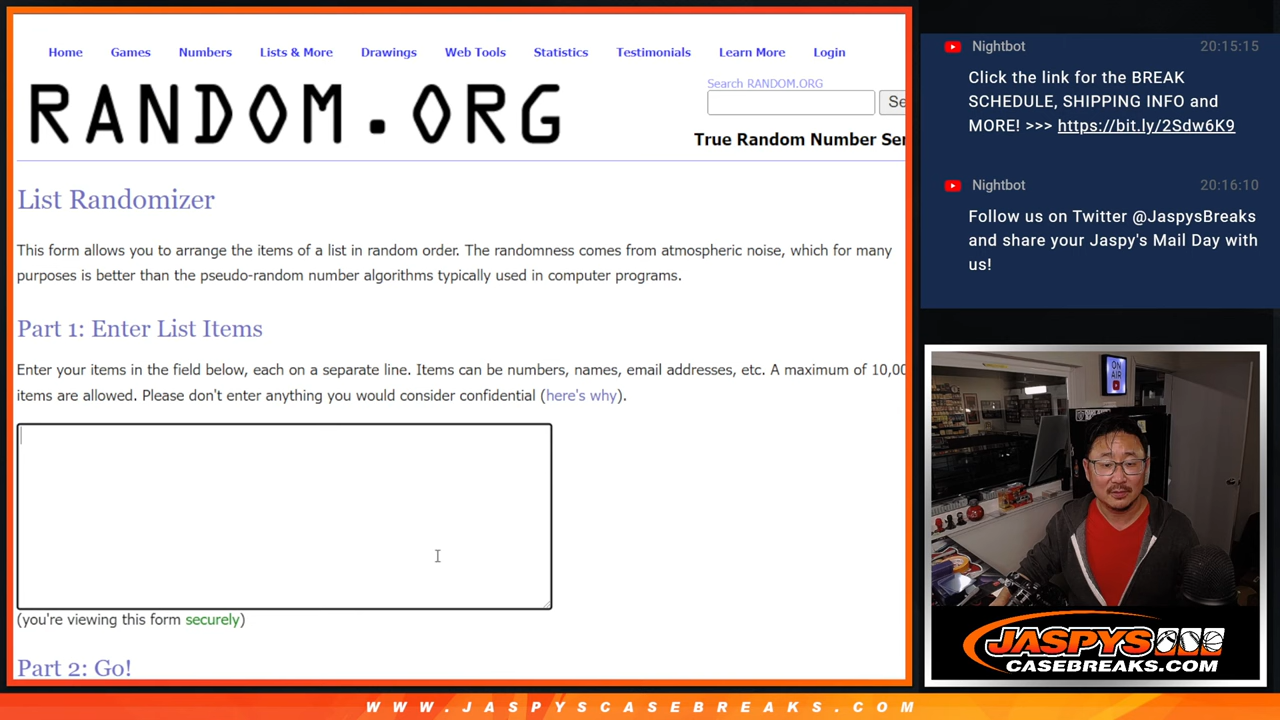 Home Games Numbers Lists & More Drawings Web Tools Statistics Testimonials Learn More Login
RANDOM.ORG
Search RANDOM.ORG
Se
True Random Number Ser
List Randomizer
This form allows you to arrange the items of a list in random order. The randomness comes from atmospheric noise, which for many
purposes is better than the pseudo-random number algorithms typically used in computer programs.
Part 1: Enter List Items
Enter your items in the field below, each on a separate line. Items can be numbers, names, email addresses, etc. A maximum of 10,00
items are allowed. Please don't enter anything you would consider confidential (here's why).
(you're viewing this form securely)
Part 2: Go!
Nightbot 20:15:15
Click the link for the BREAK
SCHEDULE, SHIPPING INFO and
MORE! >>> https://bit.ly/2Sdw6K9
Nightbot 20:16:10
Follow us on Twitter @JaspysBreaks
and share your Jaspy's Mail Day with
us!
ON
AIR
JASPYS
CASEBREAKS.COM
WWW.JASPYSCASEBREAKS.COM